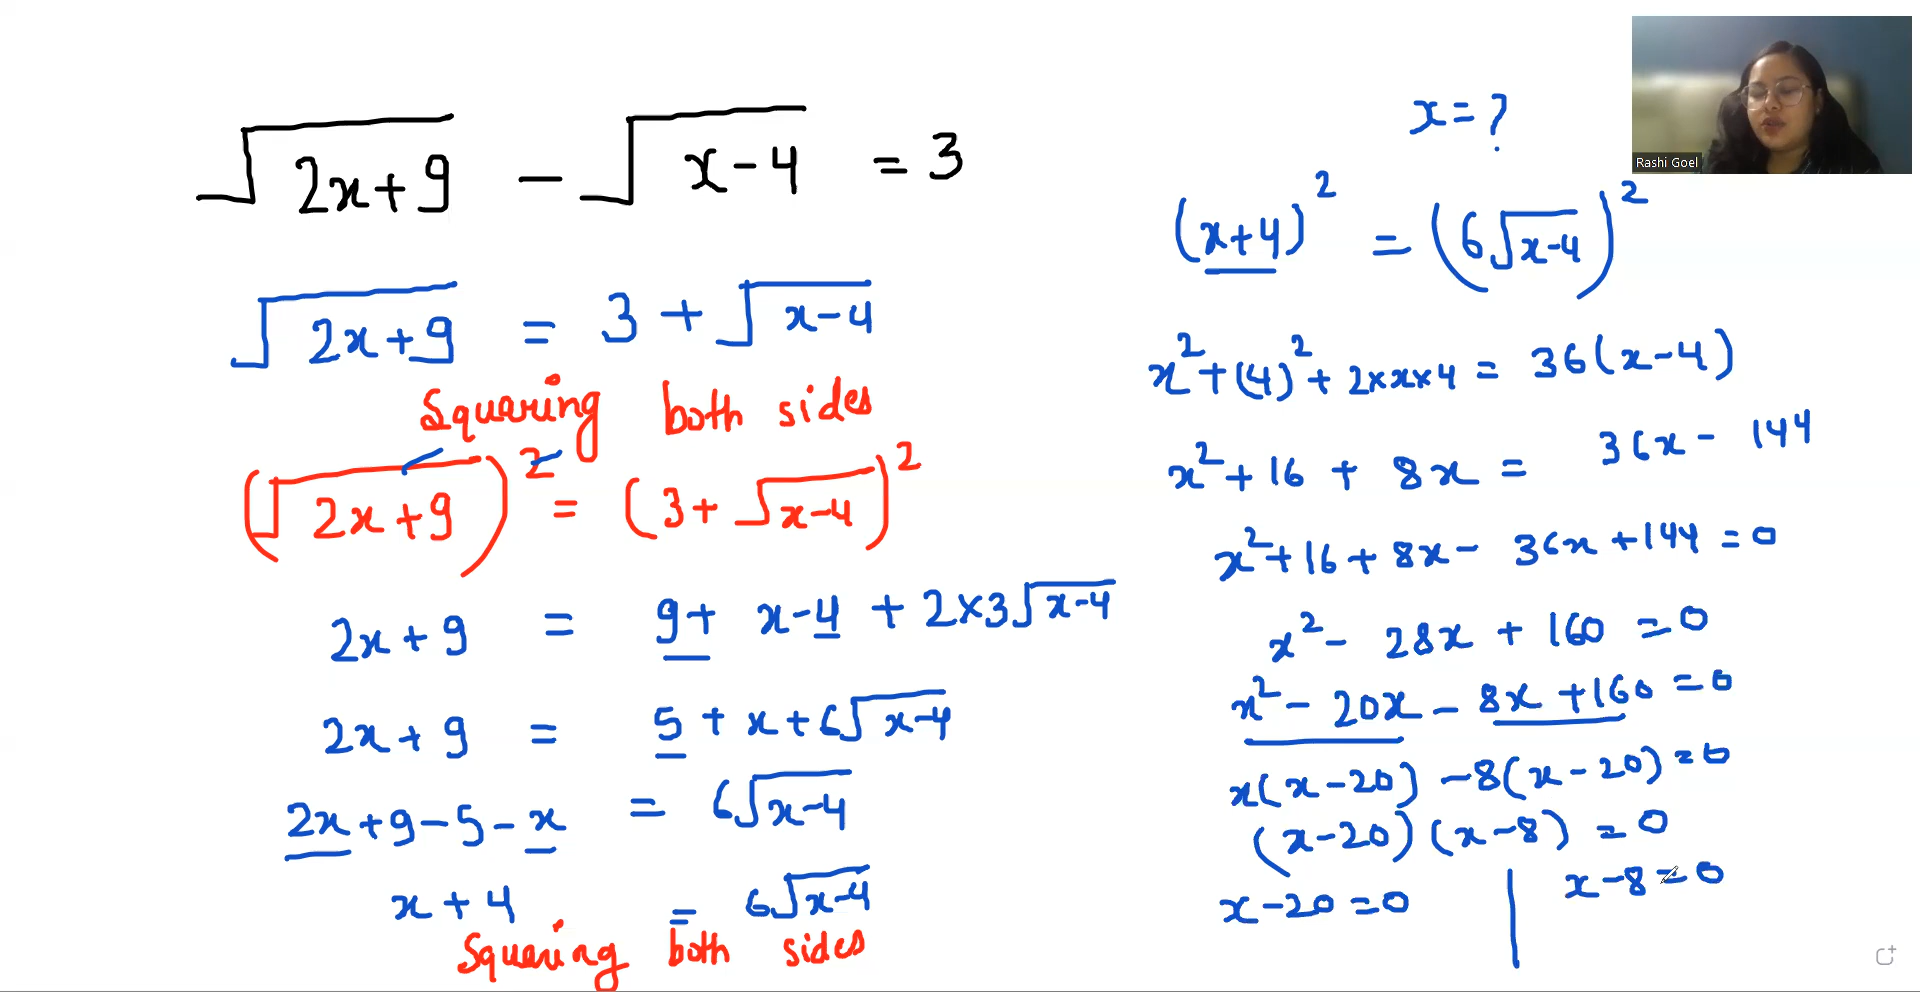 √(2x+9) − √(x−4) = 3
√(2x+9) = 3 + √(x−4)
Squaring both sides
(√(2x+9))² = (3 + √(x−4))²
2x + 9 = 9 + x − 4 + 2×3√(x−4)
2x + 9 = 5 + x + 6√(x−4)
2x + 9 − 5 − x = 6√(x−4)
x + 4 = 6√(x−4)
Squaring both sides
x = ?
(x+4)² = (6√(x−4))²
x² + (4)² + 2×x×4 = 36(x−4)
x² + 16 + 8x = 36x − 144
x² + 16 + 8x − 36x + 144 = 0
x² − 28x + 160 = 0
x² − 20x − 8x + 160 = 0
x(x−20) − 8(x−20) = 0
(x−20)(x−8) = 0
x−20 = 0 | x−8 = 0
Rashi Goel